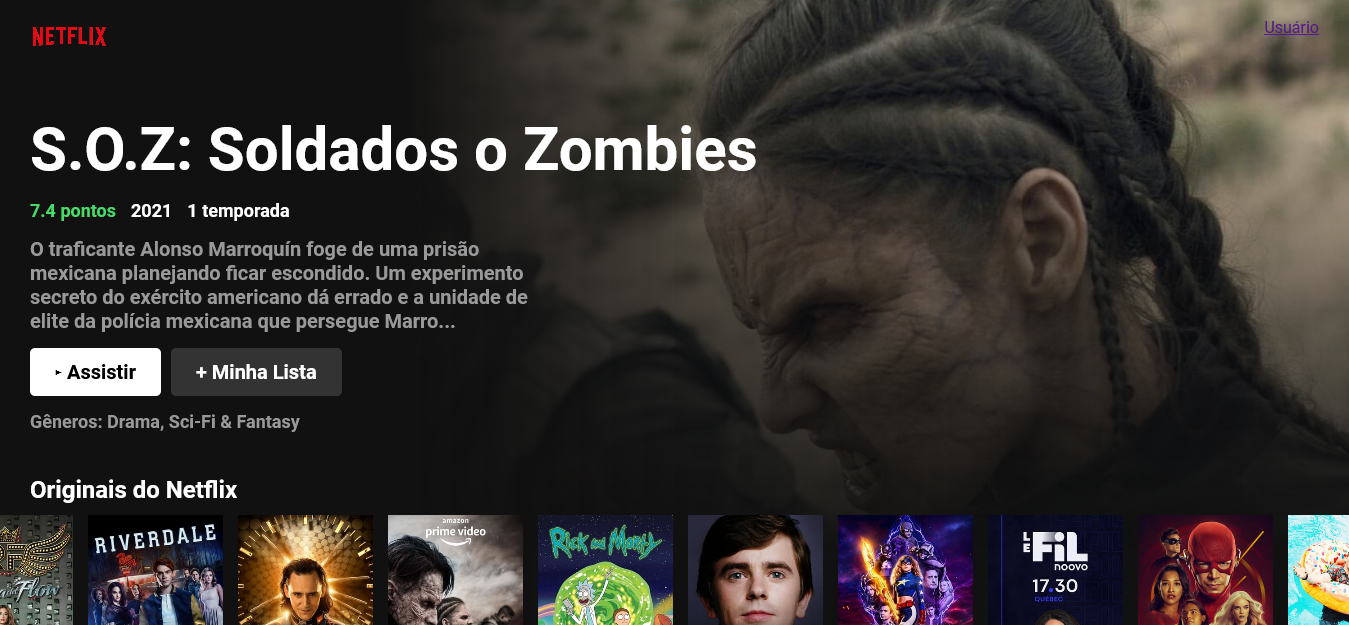 NETFLIX
Usuário
S.O.Z: Soldados o Zombies
7.4 pontos 2021 1 temporada
O traficante Alonso Marroquín foge de uma prisão
mexicana planejando ficar escondido. Um experimento
secreto do exército americano dá errado e a unidade de
elite da polícia mexicana que persegue Marro...
▸ Assistir
+ Minha Lista
Gêneros: Drama, Sci-Fi & Fantasy
Originais do Netflix
RIVERDALE
amazon
prime video
Rick and Morty
LE FiL
noovo
17.30
QUÉBEC